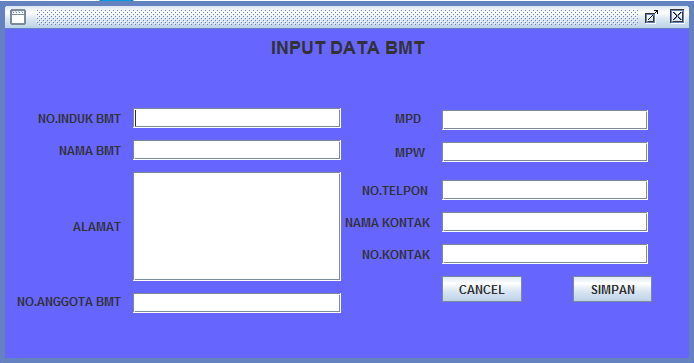 INPUT DATA BMT
NO.INDUK BMT
NAMA BMT
ALAMAT
NO.ANGGOTA BMT
MPD
MPW
NO.TELPON
NAMA KONTAK
NO.KONTAK
CANCEL
SIMPAN